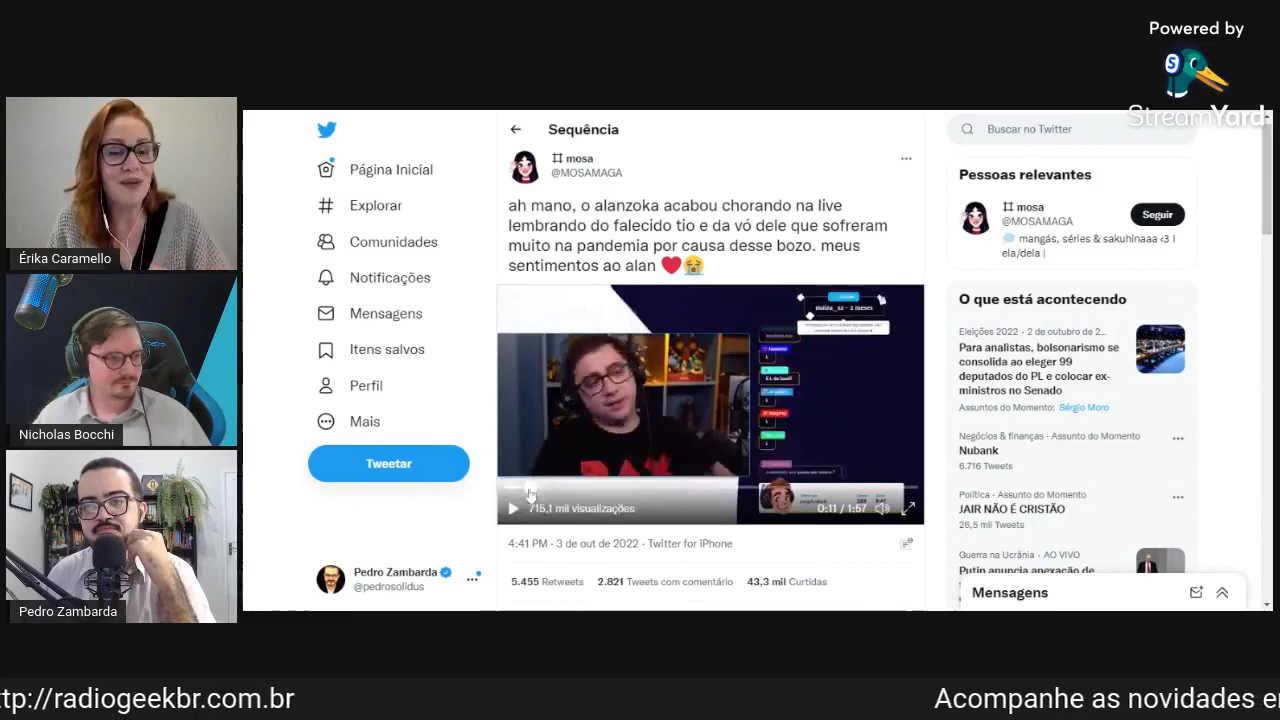 Powered by
StreamYard
Érika Caramello
Nicholas Bocchi
Pedro Zambarda
Página Inicial
Explorar
Comunidades
Notificações
Mensagens
Itens salvos
Perfil
Mais
Tweetar
Pedro Zambarda
@pedrosolidus
Sequência
mosa
@MOSAMAGA
ah mano, o alanzoka acabou chorando na live
lembrando do falecido tio e da vó dele que sofreram
muito na pandemia por causa desse bozo. meus
sentimentos ao alan ❤️😭
715,1 mil visualizações
0:11 / 1:57
4:41 PM · 3 de out de 2022 · Twitter for iPhone
5.455 Retweets 2.821 Tweets com comentário 43,3 mil Curtidas
Buscar no Twitter
Pessoas relevantes
mosa
@MOSAMAGA
Seguir
mangás, séries & sakuhlnaaa <3 |
ela/dela |
O que está acontecendo
Eleições 2022 · 2 de outubro de 2...
Para analistas, bolsonarismo se
consolida ao eleger 99
deputados do PL e colocar ex-
ministros no Senado
Assuntos do Momento: Sérgio Moro
Negócios & finanças · Assunto do Momento
Nubank
6.716 Tweets
Política · Assunto do Momento
JAIR NÃO É CRISTÃO
26,5 mil Tweets
Guerra na Ucrânia · AO VIVO
Putin anuncia anexação de
Mensagens
ttp://radiogeekbr.com.br
Acompanhe as novidades e